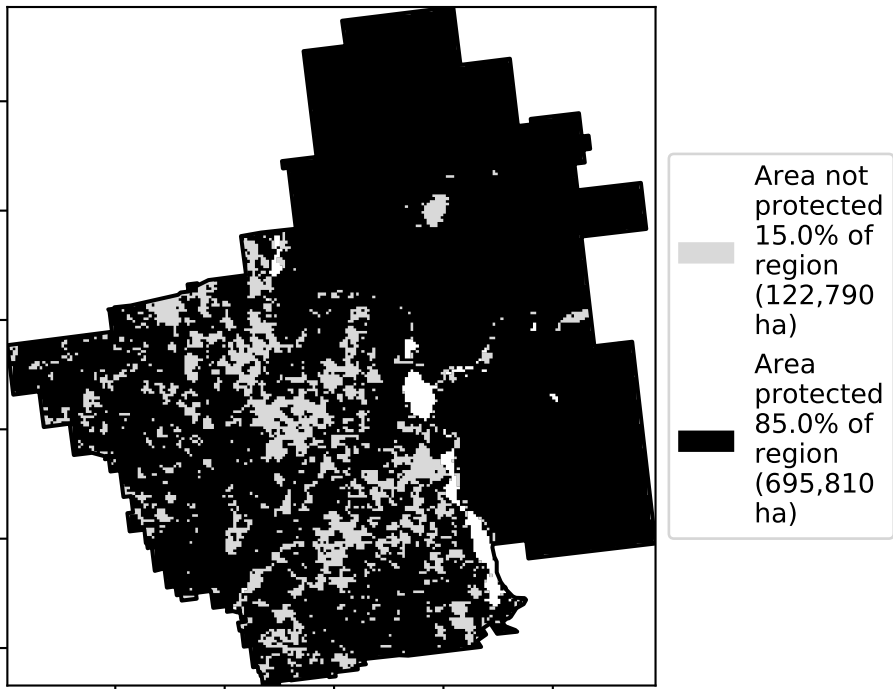 Area not
protected
15.0% of
region
(122,790
ha)
Area
protected
85.0% of
region
(695,810
ha)